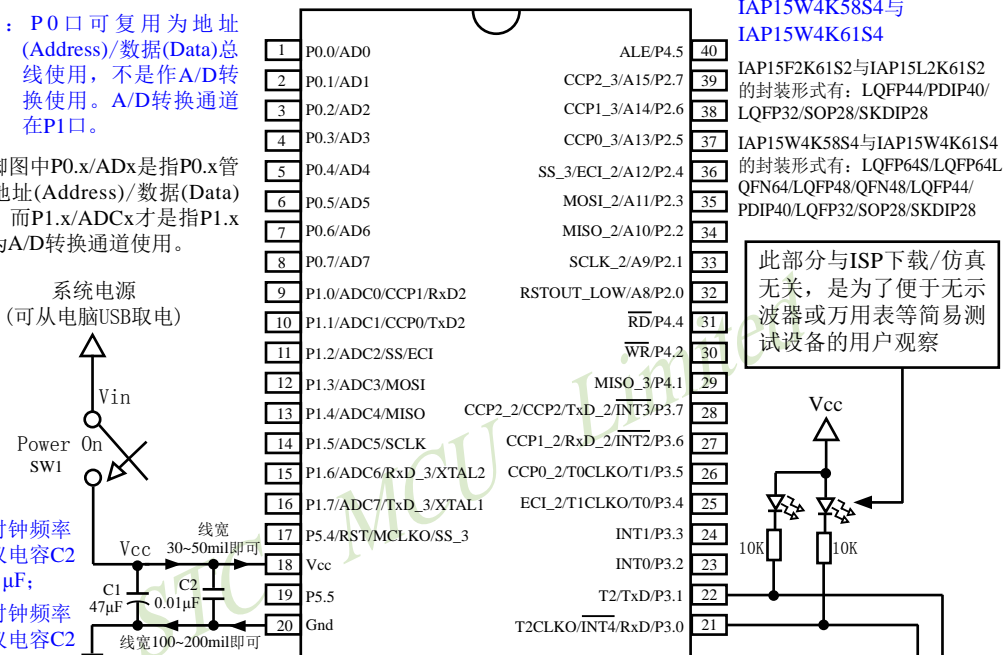 ：P0口可复用为地址
(Address)/数据(Data)总
线使用，不是作A/D转
换使用。A/D转换通道
在P1口。
脚图中P0.x/ADx是指P0.x管
地址(Address)/数据(Data)
而P1.x/ADCx才是指P1.x
为A/D转换通道使用。
系统电源
(可从电脑USB取电)
Vin
Power On
SW1
时钟频率
议电容C2
μF;
时钟频率
议电容C2
Vcc
线宽
30~50mil即可
C1
47μF
C2
0.01μF
线宽100~200mil即可
1 P0.0/AD0
2 P0.1/AD1
3 P0.2/AD2
4 P0.3/AD3
5 P0.4/AD4
6 P0.5/AD5
7 P0.6/AD6
8 P0.7/AD7
9 P1.0/ADC0/CCP1/RxD2
10 P1.1/ADC1/CCP0/TxD2
11 P1.2/ADC2/SS/ECI
12 P1.3/ADC3/MOSI
13 P1.4/ADC4/MISO
14 P1.5/ADC5/SCLK
15 P1.6/ADC6/RxD_3/XTAL2
16 P1.7/ADC7/TxD_3/XTAL1
17 P5.4/RST/MCLKO/SS_3
18 Vcc
19 P5.5
20 Gnd
ALE/P4.5 40
CCP2_3/A15/P2.7 39
CCP1_3/A14/P2.6 38
CCP0_3/A13/P2.5 37
SS_3/ECI_2/A12/P2.4 36
MOSI_2/A11/P2.3 35
MISO_2/A10/P2.2 34
SCLK_2/A9/P2.1 33
RSTOUT_LOW/A8/P2.0 32
RD/P4.4 31
WR/P4.2 30
MISO_3/P4.1 29
CCP2_2/CCP2/TxD_2/INT3/P3.7 28
CCP1_2/RxD_2/INT2/P3.6 27
CCP0_2/T0CLKO/T1/P3.5 26
ECI_2/T1CLKO/T0/P3.4 25
INT1/P3.3 24
INT0/P3.2 23
T2/TxD/P3.1 22
T2CLKO/INT4/RxD/P3.0 21
STC MCU Limited
IAP15W4K58S4与
IAP15W4K61S4
IAP15F2K61S2与IAP15L2K61S2
的封装形式有：LQFP44/PDIP40/
LQFP32/SOP28/SKDIP28
IAP15W4K58S4与IAP15W4K61S4
的封装形式有：LQFP64S/LQFP64L
QFN64/LQFP48/QFN48/LQFP44/
PDIP40/LQFP32/SOP28/SKDIP28
此部分与ISP下载/仿真
无关，是为了便于无示
波器或万用表等简易测
试设备的用户观察
Vcc
10K
10K